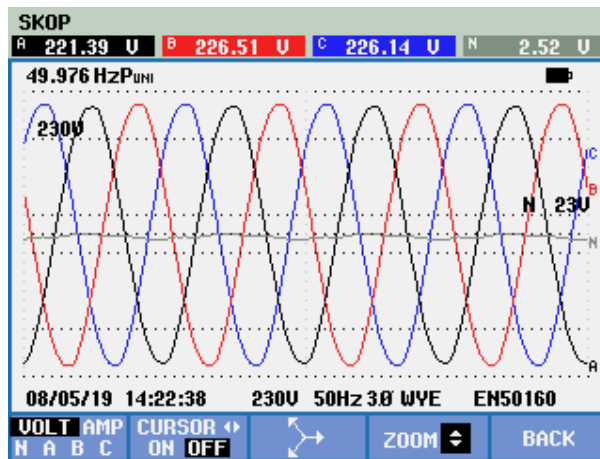 SKOP
A 221.39 V B 226.51 V C 226.14 V N 2.52 V
49.976 HzPUNI
230V
C
B
N 23V
N
A
08/05/19 14:22:38 230V 50Hz 3.0 WYE EN50160
VOLT AMP CURSOR ZOOM BACK
N A B C ON OFF